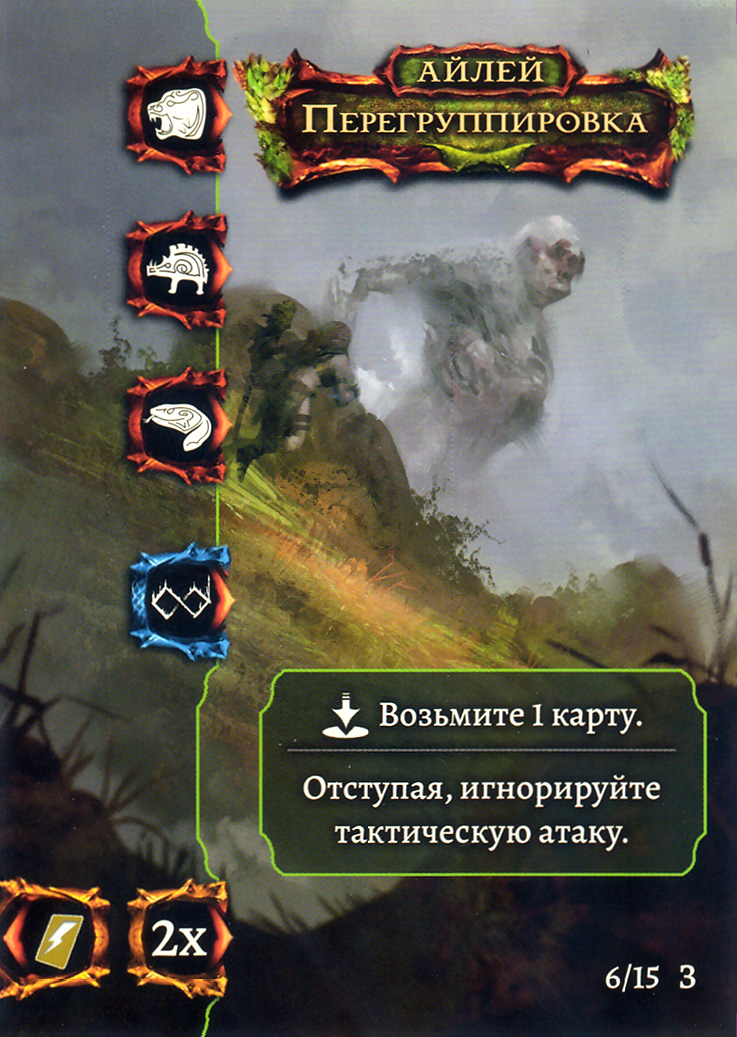 АЙЛЕЙ
ПЕРЕГРУППИРОВКА
Возьмите 1 карту.
Отступая, игнорируйте
тактическую атаку.
2x
6/15 3